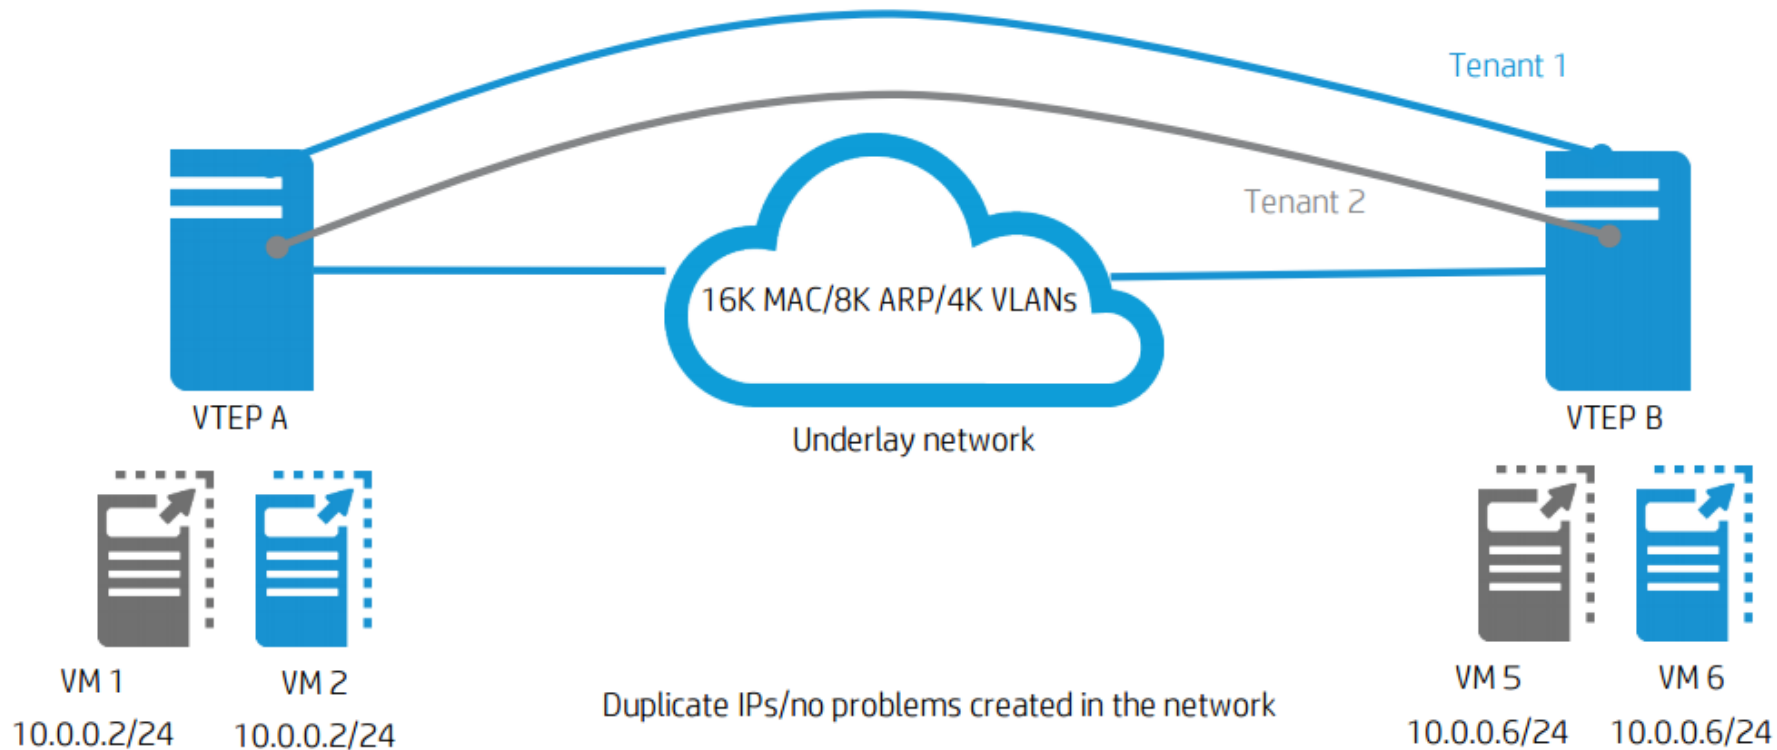 Tenant 1
Tenant 2
16K MAC/8K ARP/4K VLANs
VTEP A
VTEP B
Underlay network
VM 1
VM 2
VM 5
VM 6
Duplicate IPs/no problems created in the network
10.0.0.2/24
10.0.0.2/24
10.0.0.6/24
10.0.0.6/24